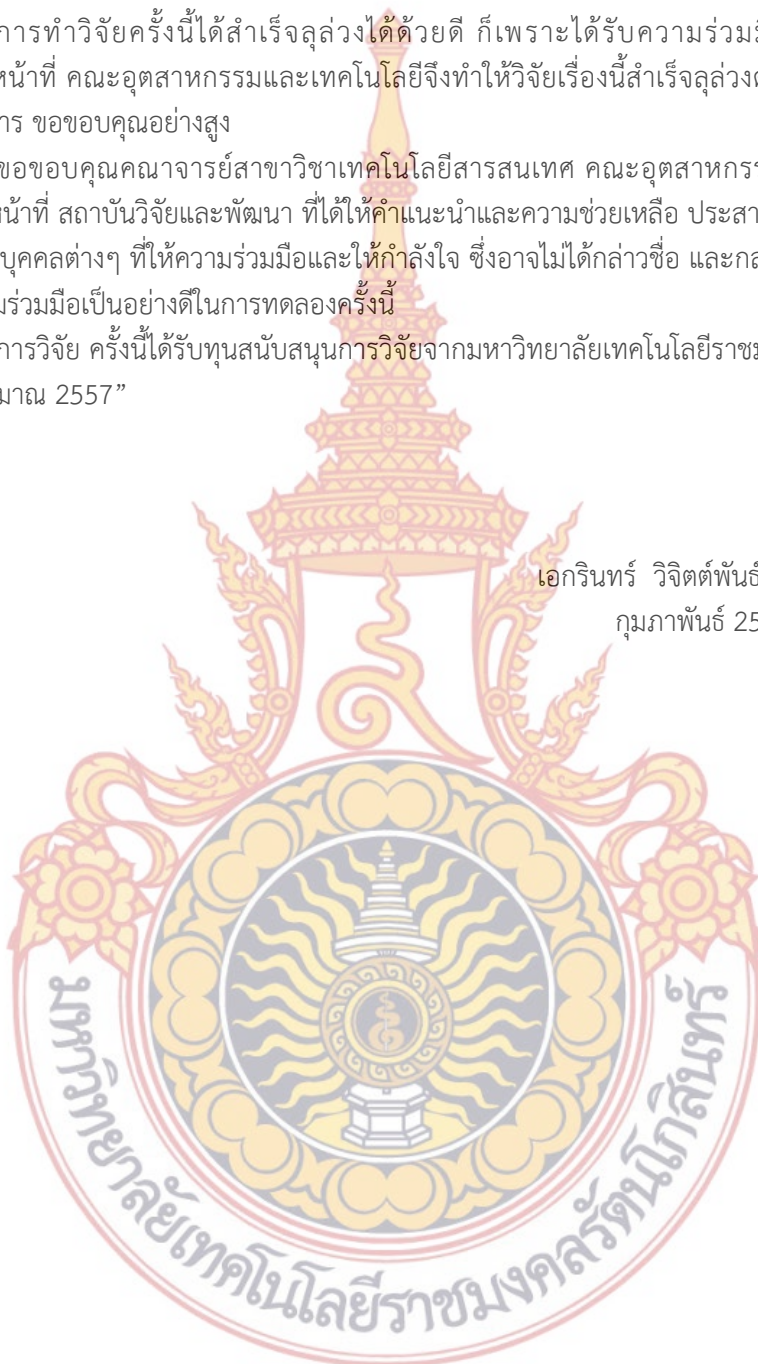 การทำวิจัยครั้งนี้ได้สำเร็จลุล่วงได้ด้วยดี ก็เพราะได้รับความร่วม
หน้าที่ คณะอุตสาหกรรมและเทคโนโลยีจึงทำให้วิจัยเรื่องนี้สำเร็จลุล่วง
การ ขอขอบคุณอย่างสูง
ขอขอบคุณคณาจารย์สาขาวิชาเทคโนโลยีสารสนเทศ คณะอุตสาหกรร
หน้าที่ สถาบันวิจัยและพัฒนา ที่ได้ให้คำแนะนำและความช่วยเหลือ ประสา
บุคคลต่างๆ ที่ให้ความร่วมมือและให้กำลังใจ ซึ่งอาจไม่ได้กล่าวชื่อ และกล
มร่วมมือเป็นอย่างดีในการทดลองครั้งนี้
การวิจัย ครั้งนี้ได้รับทุนสนับสนุนการวิจัยจากมหาวิทยาลัยเทคโนโลยีราชม
มาณ 2557”
เอกรินทร์ วิจิตต์พันธ์
กุมภาพันธ์ 25
มหาวิทยาลัยเทคโนโลยีราชมงคลรัตนโกสินทร์